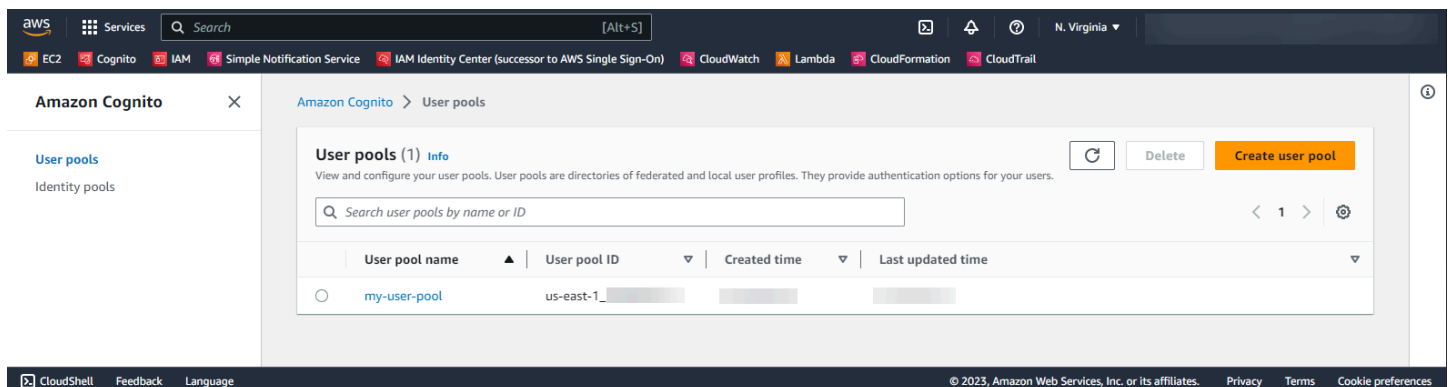 aws Services Search [Alt+S] N. Virginia
EC2 Cognito IAM Simple Notification Service IAM Identity Center (successor to AWS Single Sign-On) CloudWatch Lambda CloudFormation CloudTrail
Amazon Cognito
User pools
Identity pools
Amazon Cognito > User pools
User pools (1) Info
View and configure your user pools. User pools are directories of federated and local user profiles. They provide authentication options for your users.
Delete
Create user pool
Search user pools by name or ID
< 1 >
User pool name User pool ID Created time Last updated time
my-user-pool us-east-1_
CloudShell Feedback Language © 2023, Amazon Web Services, Inc. or its affiliates. Privacy Terms Cookie preferences